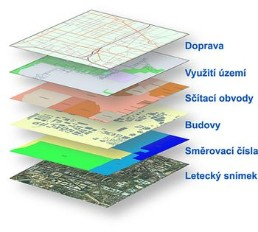 Doprava
Využití území
Sčítací obvody
Budovy
Směrovací čísla
Letecký snímek